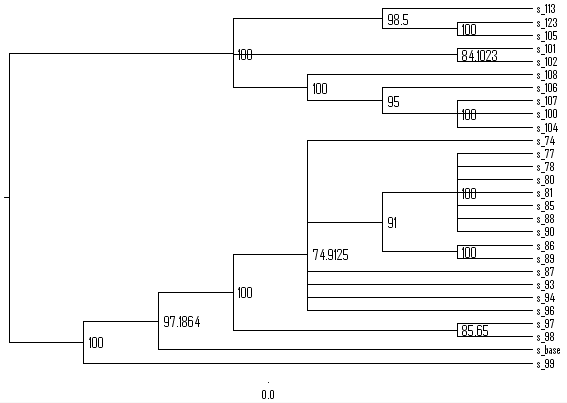 s_113
98.5
s_123
100
s_105
100
s_101
84.1023
s_102
s_108
100
s_106
95
s_107
100
s_100
s_104
s_74
s_77
s_78
s_80
100
s_81
s_85
s_88
91
s_90
s_86
74.9125
100
s_89
s_87
s_93
100
s_94
s_96
97.1864
s_97
85.65
s_98
100
s_base
s_99
0.0